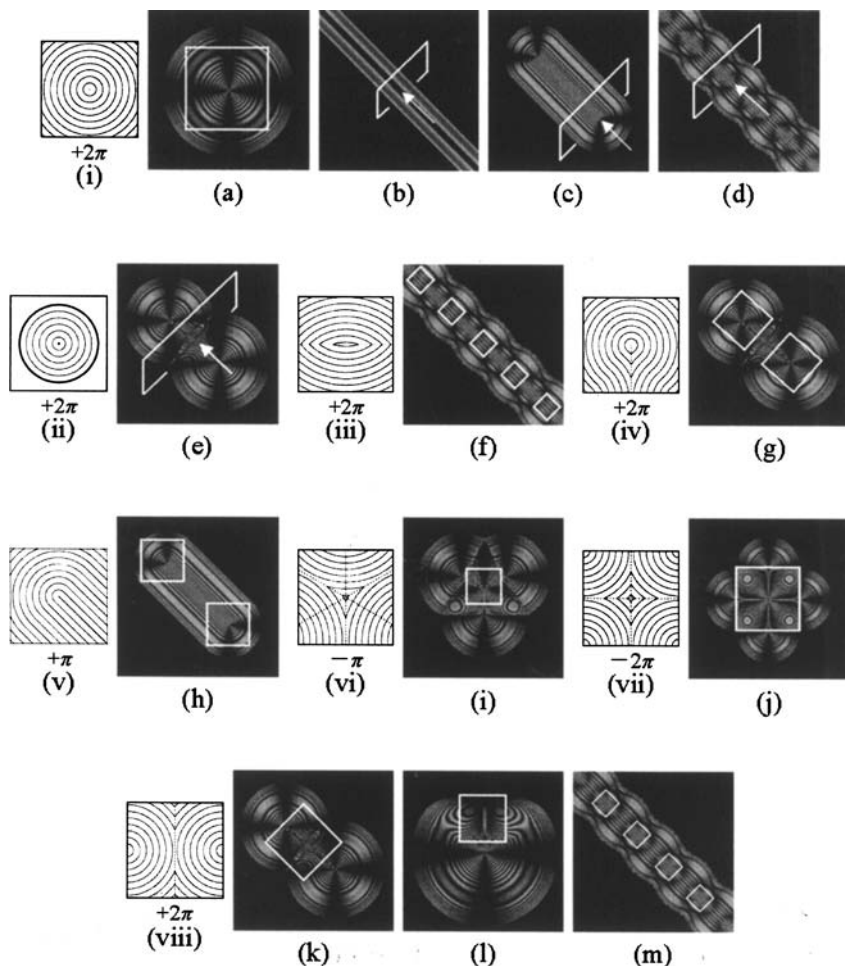 +2π
(i)
(a)
(b)
(c)
(d)
+2π
(ii)
(e)
+2π
(iii)
(f)
+2π
(iv)
(g)
+π
(v)
(h)
−π
(vi)
(i)
−2π
(vii)
(j)
+2π
(viii)
(k)
(l)
(m)